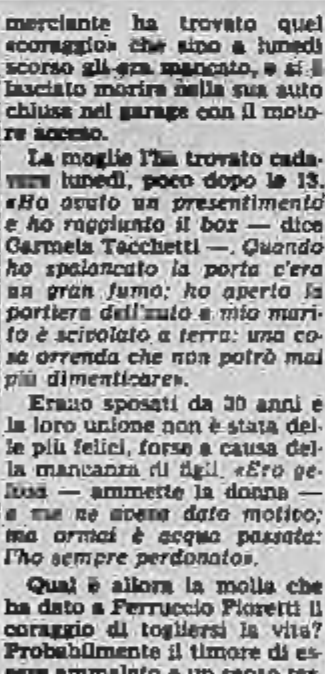 merciante ha trovato quel
«coraggio» che sino a lunedì
scorso gli era mancato, e si è
lasciato morire nella sua auto
chiusa nel garage con il moto-
re acceso.
La moglie l'ha trovato cada-
vere lunedì, poco dopo le 13.
«Ho avuto un presentimento
e ho raggiunto il box — dice
Carmela Tacchetti —. Quando
ho spalancato la porta c'era
un gran fumo; ho aperto la
portiera dell'auto e mio mari-
to è scivolato a terra: una co-
sa orrenda che non potrò mai
più dimenticare».
Erano sposati da 30 anni e
la loro unione non è stata del-
le più felici, forse a causa del-
la mancanza di figli. «Ero ge-
losa — ammette la donna —
e me ne aveva dato motivo;
ma ormai è acqua passata:
l'ho sempre perdonato».
Qual è allora la molla che
ha dato a Ferruccio Fioretti il
coraggio di togliersi la vita?
Probabilmente il timore di es-
sere ammalato e un